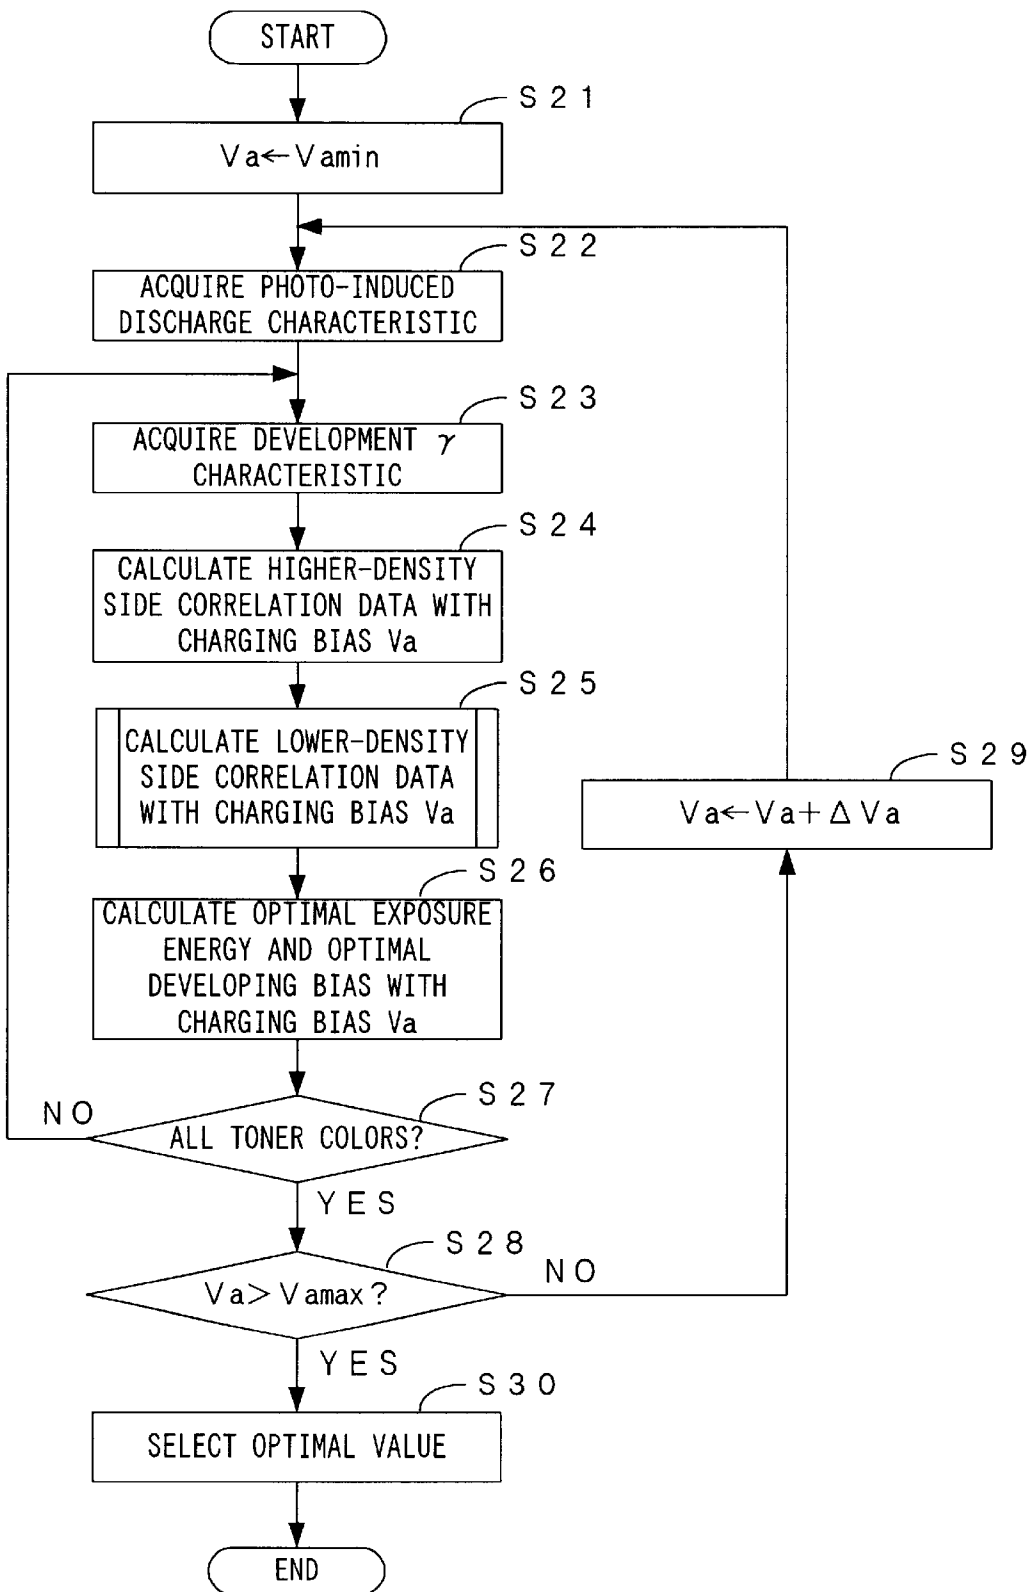 START
S21
Va←Vamin
S22
ACQUIRE PHOTO-INDUCED
DISCHARGE CHARACTERISTIC
S23
ACQUIRE DEVELOPMENT γ
CHARACTERISTIC
S24
CALCULATE HIGHER-DENSITY
SIDE CORRELATION DATA WITH
CHARGING BIAS Va
S25
CALCULATE LOWER-DENSITY
SIDE CORRELATION DATA
WITH CHARGING BIAS Va
S29
Va←Va+ΔVa
S26
CALCULATE OPTIMAL EXPOSURE
ENERGY AND OPTIMAL
DEVELOPING BIAS WITH
CHARGING BIAS Va
S27
NO
ALL TONER COLORS?
YES
S28
NO
Va>Vamax?
YES
S30
SELECT OPTIMAL VALUE
END